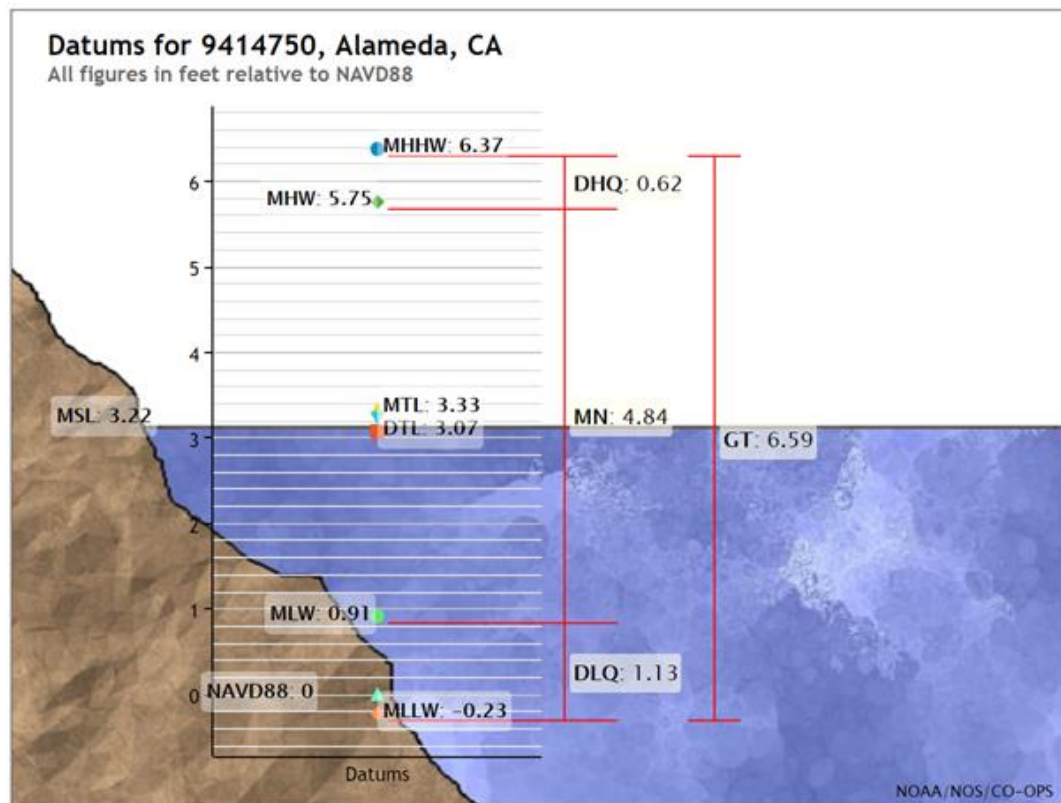 Datums for 9414750, Alameda, CA
All figures in feet relative to NAVD88
MHHW: 6.37
DHQ: 0.62
6
MHW: 5.75
5
4
MTL: 3.33
MSL: 3.22
MN: 4.84
DTL: 3.07
GT: 6.59
3
2
1
MLW: 0.91
DLQ: 1.13
0
NAVD88: 0
MLLW: -0.23
Datums
NOAA/NOS/CO-OPS